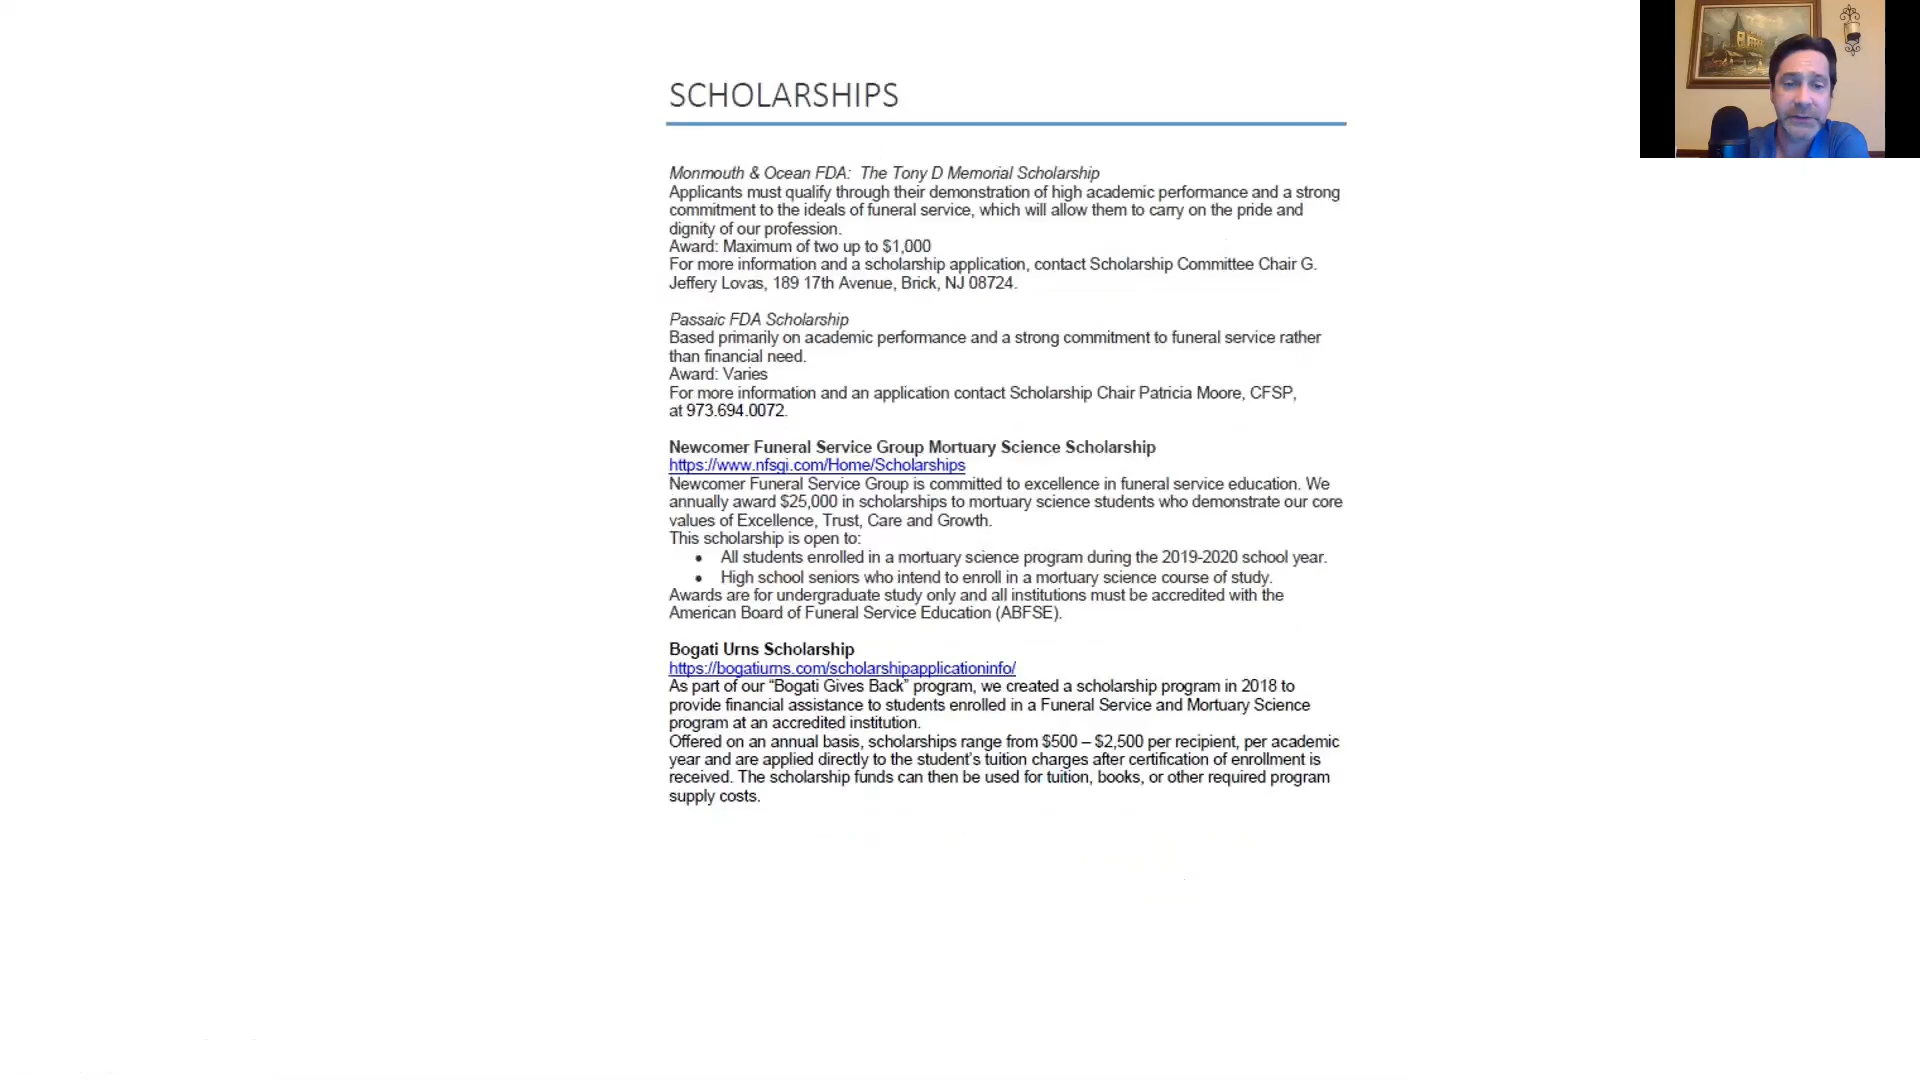 SCHOLARSHIPS
Monmouth & Ocean FDA:  The Tony D Memorial Scholarship
Applicants must qualify through their demonstration of high academic performance and a strong
commitment to the ideals of funeral service, which will allow them to carry on the pride and
dignity of our profession.
Award: Maximum of two up to $1,000
For more information and a scholarship application, contact Scholarship Committee Chair G.
Jeffery Lovas, 189 17th Avenue, Brick, NJ 08724.
Passaic FDA Scholarship
Based primarily on academic performance and a strong commitment to funeral service rather
than financial need.
Award: Varies
For more information and an application contact Scholarship Chair Patricia Moore, CFSP,
at 973.694.0072.
Newcomer Funeral Service Group Mortuary Science Scholarship
https://www.nfsgi.com/Home/Scholarships
Newcomer Funeral Service Group is committed to excellence in funeral service education. We
annually award $25,000 in scholarships to mortuary science students who demonstrate our core
values of Excellence, Trust, Care and Growth.
This scholarship is open to:
• All students enrolled in a mortuary science program during the 2019-2020 school year.
• High school seniors who intend to enroll in a mortuary science course of study.
Awards are for undergraduate study only and all institutions must be accredited with the
American Board of Funeral Service Education (ABFSE).
Bogati Urns Scholarship
https://bogatiurns.com/scholarshipapplicationinfo/
As part of our “Bogati Gives Back” program, we created a scholarship program in 2018 to
provide financial assistance to students enrolled in a Funeral Service and Mortuary Science
program at an accredited institution.
Offered on an annual basis, scholarships range from $500 – $2,500 per recipient, per academic
year and are applied directly to the student’s tuition charges after certification of enrollment is
received. The scholarship funds can then be used for tuition, books, or other required program
supply costs.